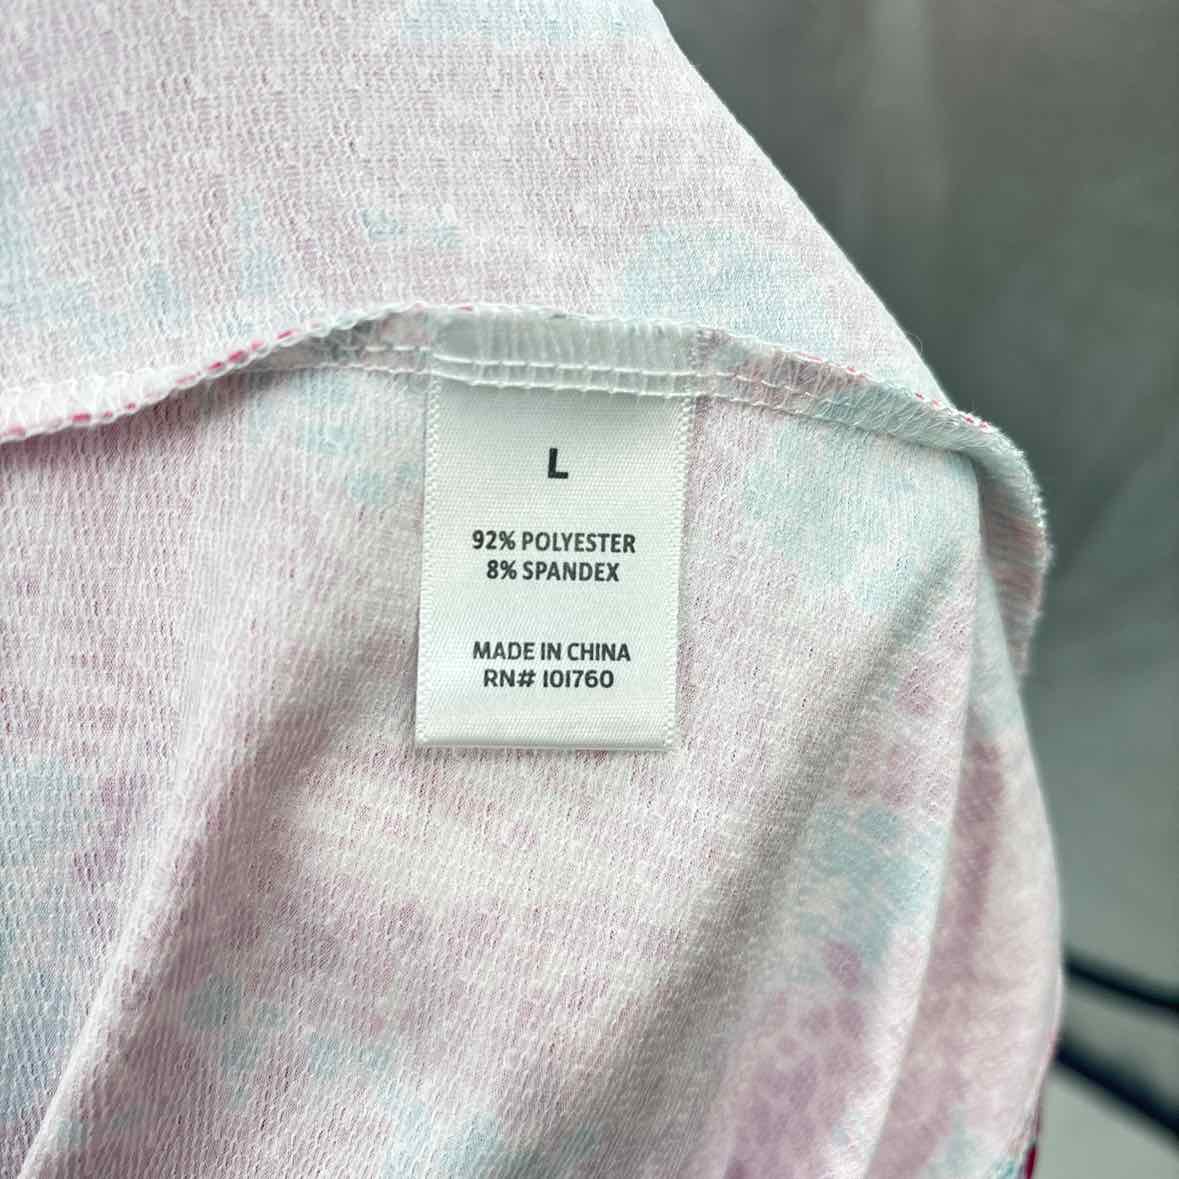 L
92% POLYESTER
8% SPANDEX
MADE IN CHINA
RN# 101760